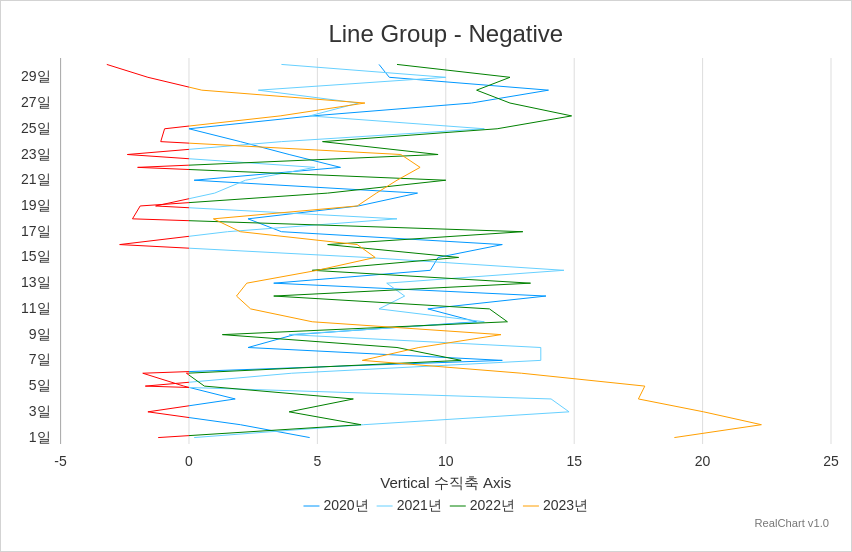 Line Group - Negative
29일
27일
25일
23일
21일
19일
17일
15일
13일
11일
9일
7일
5일
3일
1일
-5 0 5 10 15 20 25
Vertical 수직축 Axis
2020년 2021년 2022년 2023년
RealChart v1.0